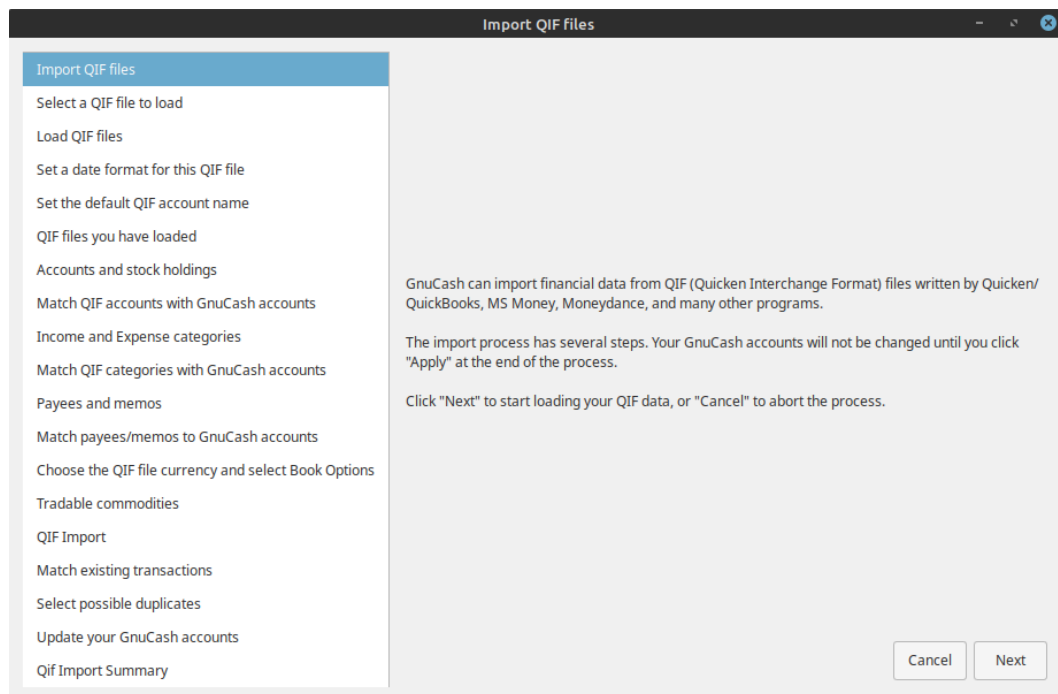 Import QIF files
Import QIF files
Select a QIF file to load
Load QIF files
Set a date format for this QIF file
Set the default QIF account name
QIF files you have loaded
Accounts and stock holdings
Match QIF accounts with GnuCash accounts
Income and Expense categories
Match QIF categories with GnuCash accounts
Payees and memos
Match payees/memos to GnuCash accounts
Choose the QIF file currency and select Book Options
Tradable commodities
QIF Import
Match existing transactions
Select possible duplicates
Update your GnuCash accounts
Qif Import Summary
GnuCash can import financial data from QIF (Quicken Interchange Format) files written by Quicken/
QuickBooks, MS Money, Moneydance, and many other programs.
The import process has several steps. Your GnuCash accounts will not be changed until you click
"Apply" at the end of the process.
Click "Next" to start loading your QIF data, or "Cancel" to abort the process.
Cancel
Next